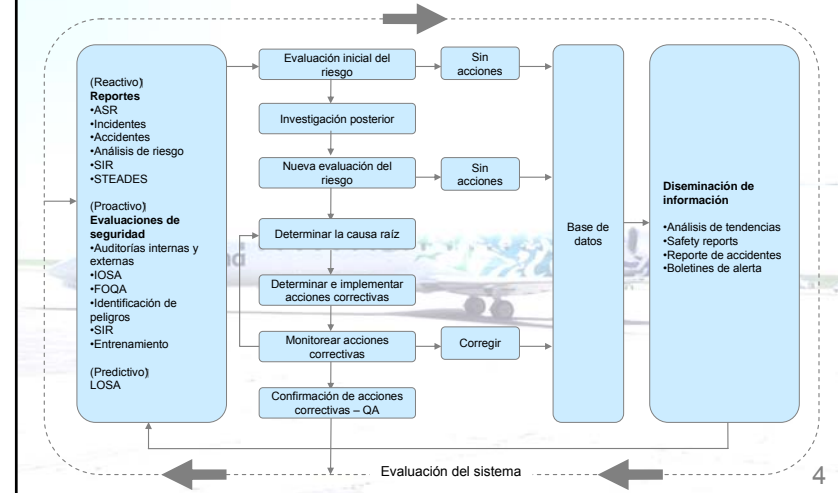 (Reactivo)
Reportes
•ASR
•Incidentes
•Accidentes
•Análisis de riesgo
•SIR
•STEADES
(Proactivo)
Evaluaciones de
seguridad
•Auditorías internas y
externas
•IOSA
•FOQA
•Identificación de
peligros
•SIR
•Entrenamiento
(Predictivo)
LOSA
Evaluación inicial del
riesgo
Sin
acciones
Investigación posterior
Nueva evaluación del
riesgo
Sin
acciones
Determinar la causa raíz
Determinar e implementar
acciones correctivas
Monitorear acciones
correctivas
Corregir
Confirmación de acciones
correctivas – QA
Base de
datos
Diseminación de
información
•Análisis de tendencias
•Safety reports
•Reporte de accidentes
•Boletines de alerta
Evaluación del sistema
4